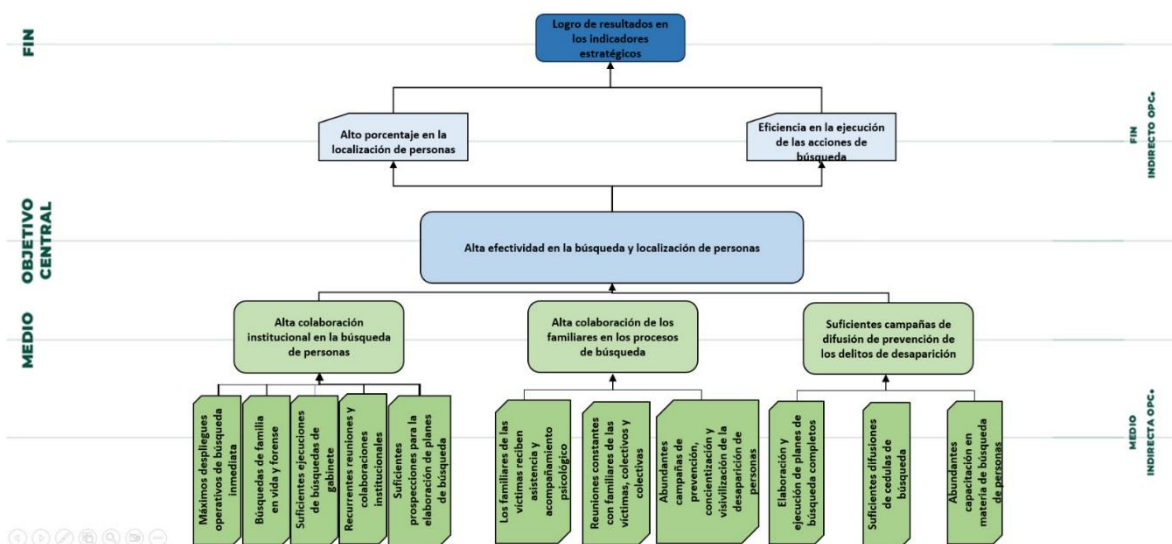 FIN
Logro de resultados en
los indicadores
estratégicos
FIN
INDIRECTO OPC.
Alto porcentaje en la
localización de personas
Eficiencia en la ejecución
de las acciones de
búsqueda
OBJETIVO
CENTRAL
Alta efectividad en la búsqueda y localización de personas
MEDIO
Alta colaboración
institucional en la búsqueda
de personas
Alta colaboración de los
familiares en los procesos
de búsqueda
Suficientes campañas de
difusión de prevención de
los delitos de desaparición
MEDIO
INDIRECTA OPC.
Máximos despliegues
operativos de búsqueda
inmediata
Búsquedas de familia
en vida y forense
Suficientes ejecuciones
de búsquedas de
gabinete
Recurrentes reuniones y
colaboraciones
institucionales
Suficientes
prospecciones para la
elaboración de planes de
búsqueda
Los familiares de las
víctimas reciben
asistencia y
acompañamiento
psicológico
Reuniones constantes
con familiares de las
víctimas, colectivos y
colectivas
Abundantes
campañas de
prevención,
concientización y
visivilización de la
desaparición de
personas
Elaboración y
ejecución de planes de
búsqueda completos
Suficientes difusiones
de cedulas de
búsqueda
Abundantes
capacitación en
materia de búsqueda
de personas